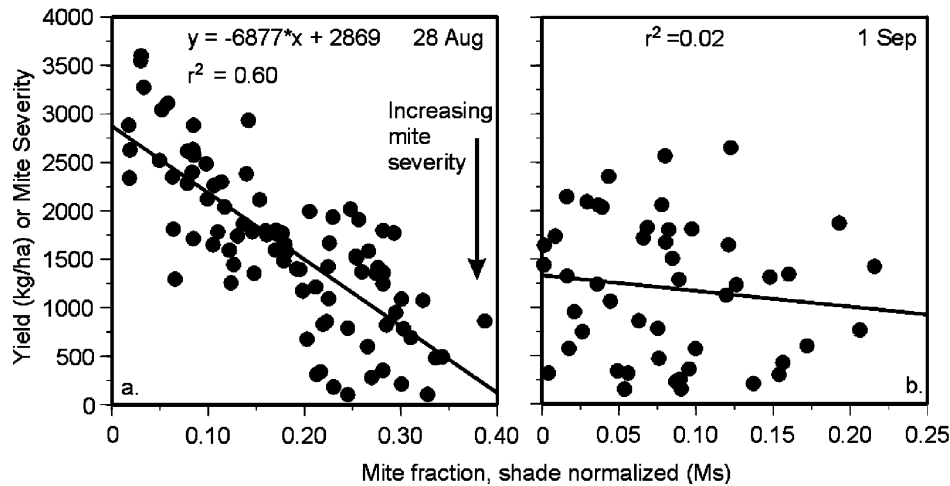 y = -6877*x + 2869 28 Aug
r² = 0.60
Increasing
mite
severity
a.
r² =0.02 1 Sep
b.
Yield (kg/ha) or Mite Severity
4000
3500
3000
2500
2000
1500
1000
500
0
0 0.10 0.20 0.30 0.40
0 0.05 0.10 0.15 0.20 0.25
Mite fraction, shade normalized (Ms)